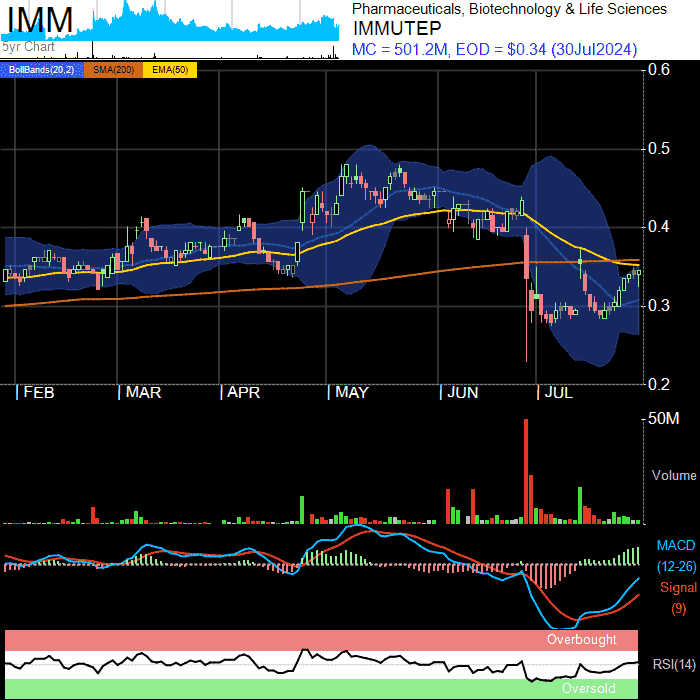 IMM
5yr Chart
Pharmaceuticals, Biotechnology & Life Sciences
IMMUTEP
MC = 501.2M, EOD = $0.34 (30Jul2024)
BollBands(20,2) SMA(200) EMA(50)
0.6
0.5
0.4
0.3
0.2
| FEB | MAR | APR | MAY | JUN | JUL
50M
Volume
MACD
(12-26)
Signal
(9)
Overbought
RSI(14)
Oversold